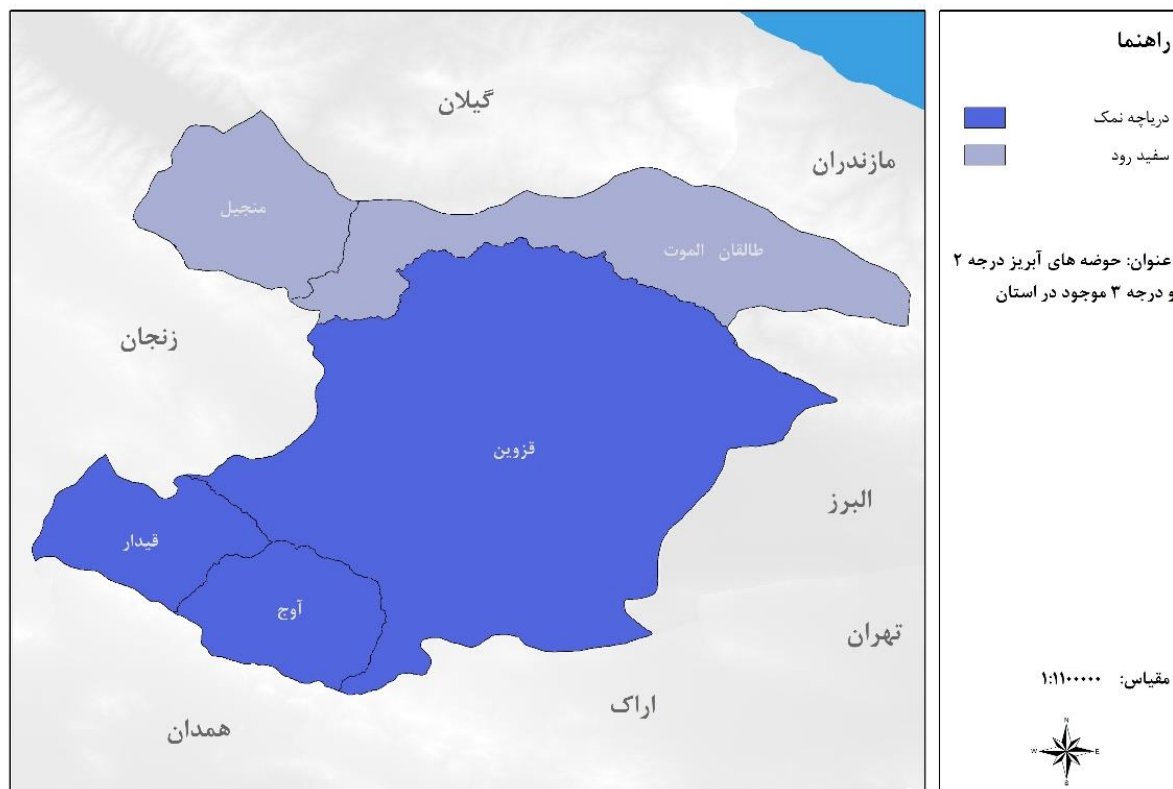 گیلان
مازندران
منجیل
طالقان الموت
زنجان
قزوین
البرز
قیدار
آوج
تهران
اراک
همدان
راهنما
دریاچه نمک
سفید رود
عنوان: حوضه های آبریز درجه ۲
و درجه ۳ موجود در استان
مقیاس: ۱:۱۱۰۰۰۰۰
N
W E
S